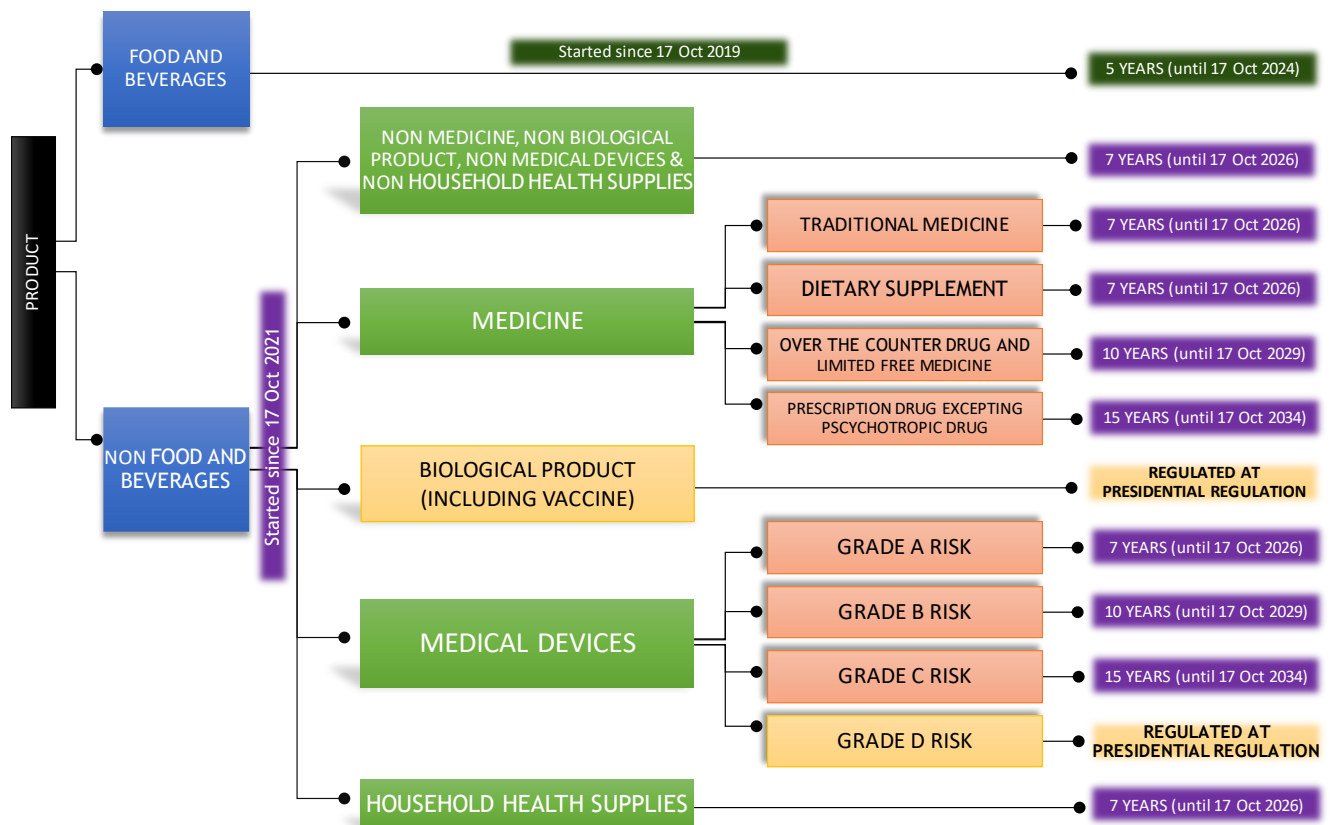 FOOD AND
BEVERAGES
Started since 17 Oct 2019
5 YEARS (until 17 Oct 2024)
PRODUCT
NON MEDICINE, NON BIOLOGICAL
PRODUCT, NON MEDICAL DEVICES &
NON HOUSEHOLD HEALTH SUPPLIES
7 YEARS (until 17 Oct 2026)
TRADITIONAL MEDICINE
7 YEARS (until 17 Oct 2026)
MEDICINE
DIETARY SUPPLEMENT
7 YEARS (until 17 Oct 2026)
OVER THE COUNTER DRUG AND
LIMITED FREE MEDICINE
10 YEARS (until 17 Oct 2029)
PRESCRIPTION DRUG EXCEPTING
PSCYCHOTROPIC DRUG
15 YEARS (until 17 Oct 2034)
NON FOOD AND
BEVERAGES
Started since 17 Oct 2021
BIOLOGICAL PRODUCT
(INCLUDING VACCINE)
REGULATED AT
PRESIDENTIAL REGULATION
MEDICAL DEVICES
GRADE A RISK
7 YEARS (until 17 Oct 2026)
GRADE B RISK
10 YEARS (until 17 Oct 2029)
GRADE C RISK
15 YEARS (until 17 Oct 2034)
GRADE D RISK
REGULATED AT
PRESIDENTIAL REGULATION
HOUSEHOLD HEALTH SUPPLIES
7 YEARS (until 17 Oct 2026)